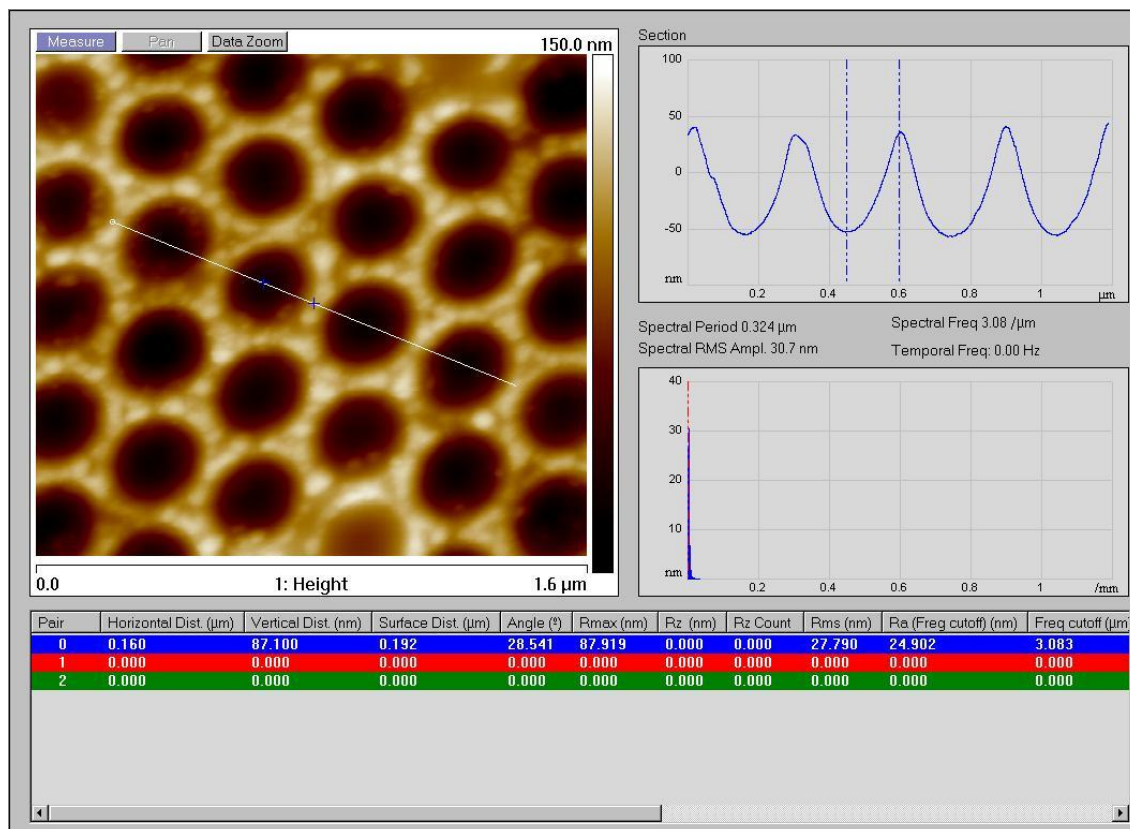 Measure Pan Data Zoom 150.0 nm
0.0 1: Height 1.6 µm
Section
100
50
0
-50
nm
0.2 0.4 0.6 0.8 1 µm
Spectral Period 0.324 µm Spectral Freq 3.08 /µm
Spectral RMS Ampl. 30.7 nm Temporal Freq: 0.00 Hz
40
30
20
10
nm
0.2 0.4 0.6 0.8 1 /mm
Pair Horizontal Dist. (µm) Vertical Dist. (nm) Surface Dist. (µm) Angle (º) Rmax (nm) Rz (nm) Rz Count Rms (nm) Ra (Freq cutoff) (nm) Freq cutoff (µm
0 0.160 87.100 0.192 28.541 87.919 0.000 0.000 27.790 24.902 3.083
1 0.000 0.000 0.000 0.000 0.000 0.000 0.000 0.000 0.000 0.000
2 0.000 0.000 0.000 0.000 0.000 0.000 0.000 0.000 0.000 0.000